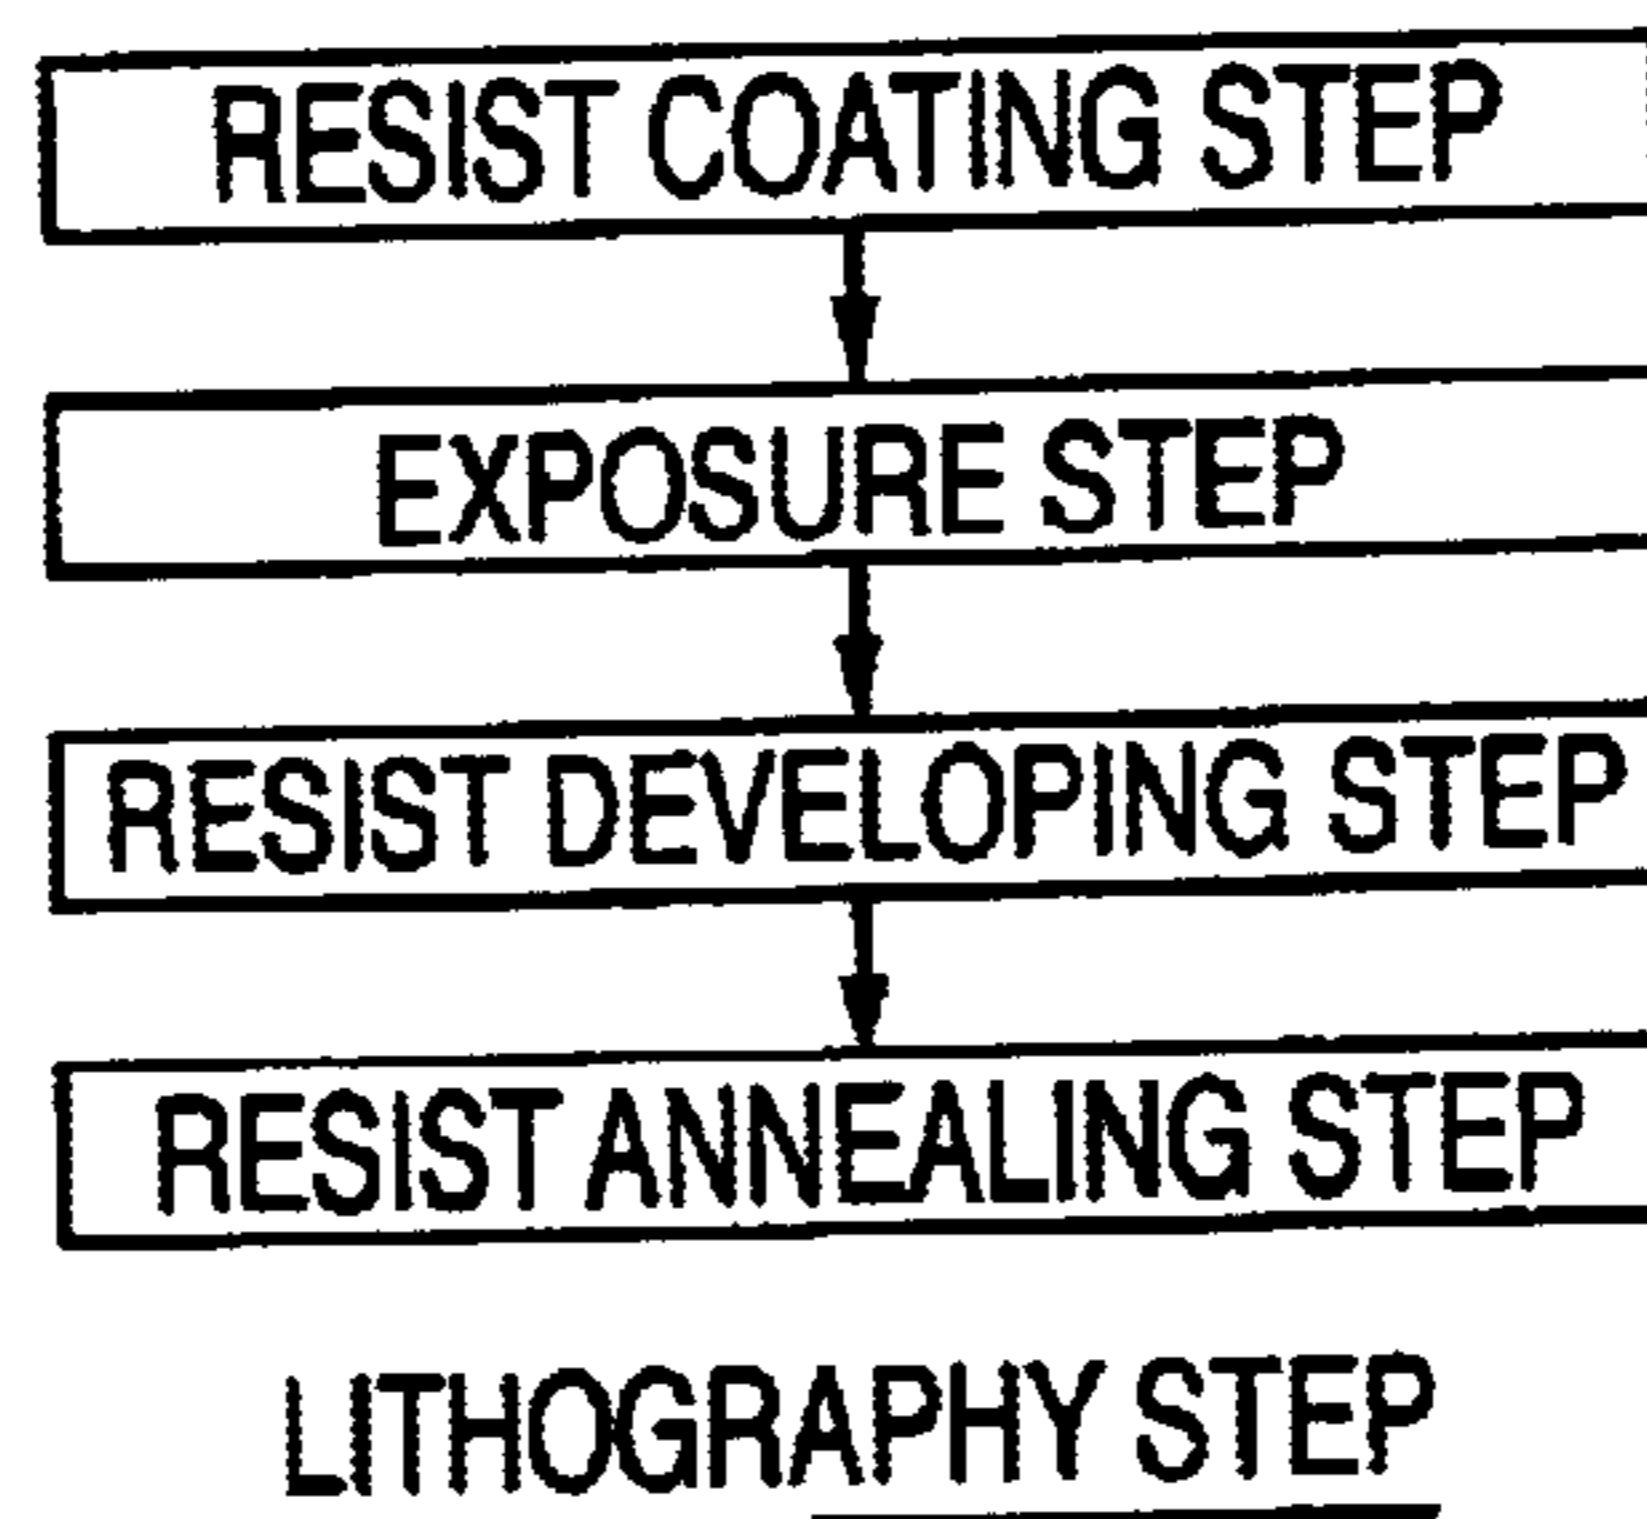 RESIST COATING STEP
EXPOSURE STEP
RESIST DEVELOPING STEP
RESIST ANNEALING STEP
LITHOGRAPHY STEP